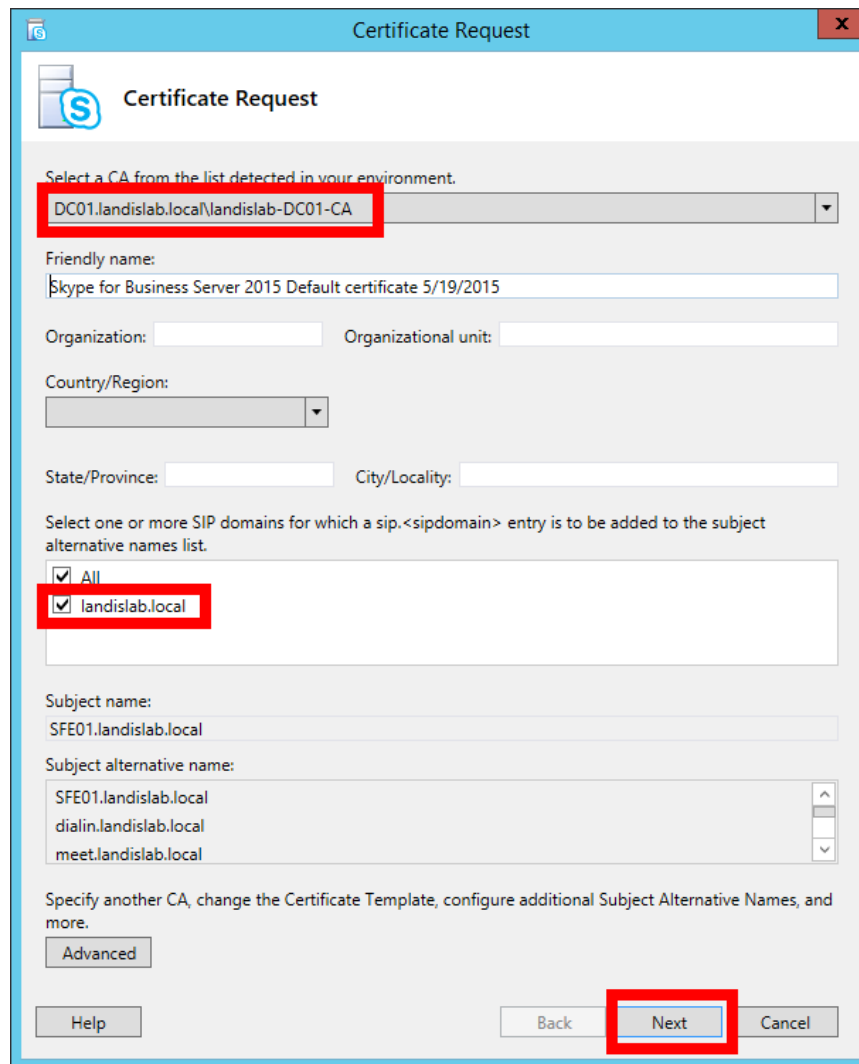 Certificate Request
x
S
Certificate Request
Select a CA from the list detected in your environment.
DC01.landislab.local\landislab-DC01-CA
Friendly name:
Skype for Business Server 2015 Default certificate 5/19/2015
Organization: Organizational unit:
Country/Region:
State/Province: City/Locality:
Select one or more SIP domains for which a sip.<sipdomain> entry is to be added to the subject
alternative names list.
All
landislab.local
Subject name:
SFE01.landislab.local
Subject alternative name:
SFE01.landislab.local
dialin.landislab.local
meet.landislab.local
Specify another CA, change the Certificate Template, configure additional Subject Alternative Names, and
more.
Advanced
Help Back Next Cancel